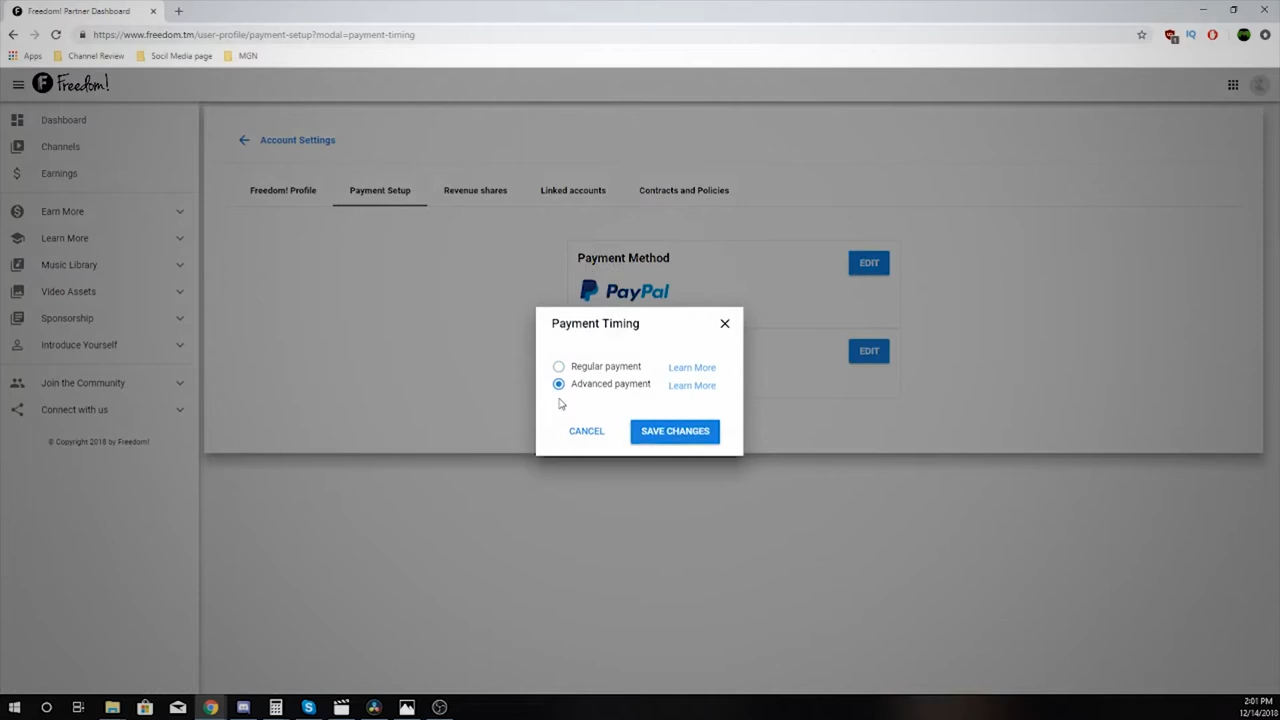 Freedom! Partner Dashboard
https://www.freedom.tm/user-profile/payment-setup?modal=payment-timing
Apps
Channel Review
Socil Media page
MGN
Freedom!
Dashboard
Channels
Earnings
Earn More
Learn More
Music Library
Video Assets
Sponsorship
Introduce Yourself
Join the Community
Connect with us
© Copyright 2018 by Freedom!
Account Settings
Freedom! Profile
Payment Setup
Revenue shares
Linked accounts
Contracts and Policies
Payment Method
EDIT
PayPal
EDIT
Payment Timing
Regular payment Learn More
Advanced payment Learn More
CANCEL
SAVE CHANGES
2:01 PM
12/14/2018